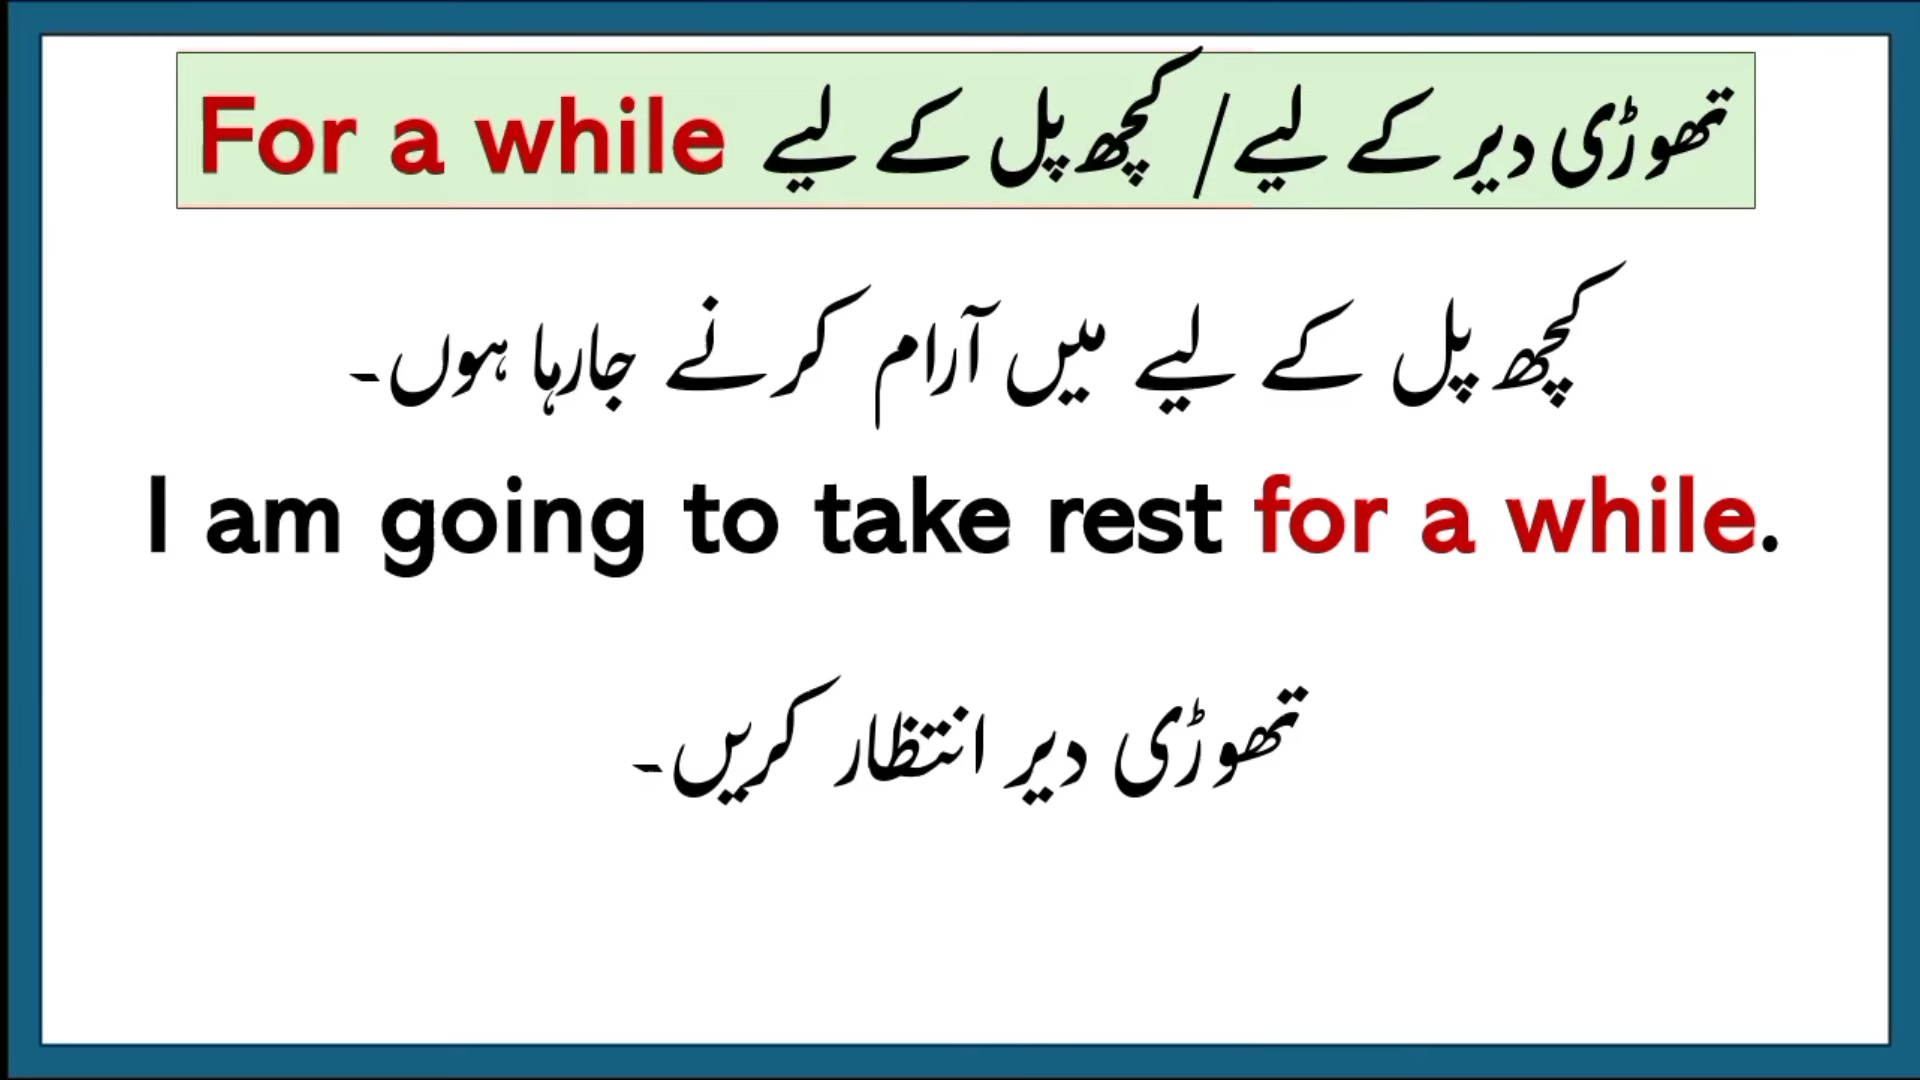 For a while تھوڑی دیر کے لیے / کچھ پل کے لیے
کچھ پل کے لیے میں آرام کرنے جارہا ہوں۔
I am going to take rest for a while.
تھوڑی دیر انتظار کریں۔